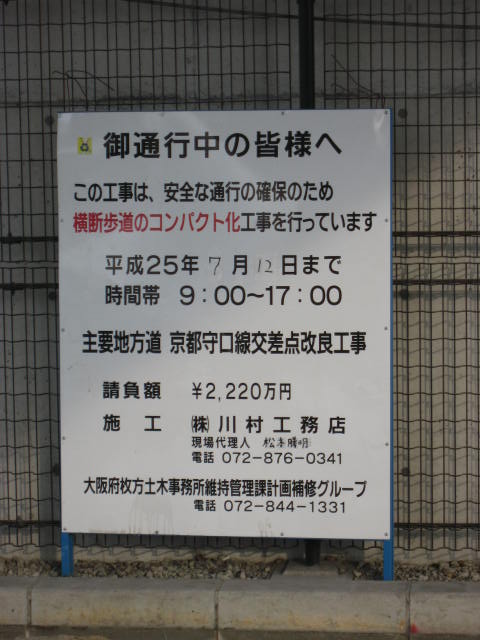 御通行中の皆様へ
この工事は、安全な通行の確保のため
横断歩道のコンパクト化工事を行っています
平成25年 7月12日まで
時間帯 9:00〜17:00
主要地方道 京都守口線交差点改良工事
請負額 ¥2,220万円
施工 ㈱川村工務店
現場代理人 松本勝明
電話 072-876-0341
大阪府枚方土木事務所維持管理課計画補修グループ
電話 072-844-1331